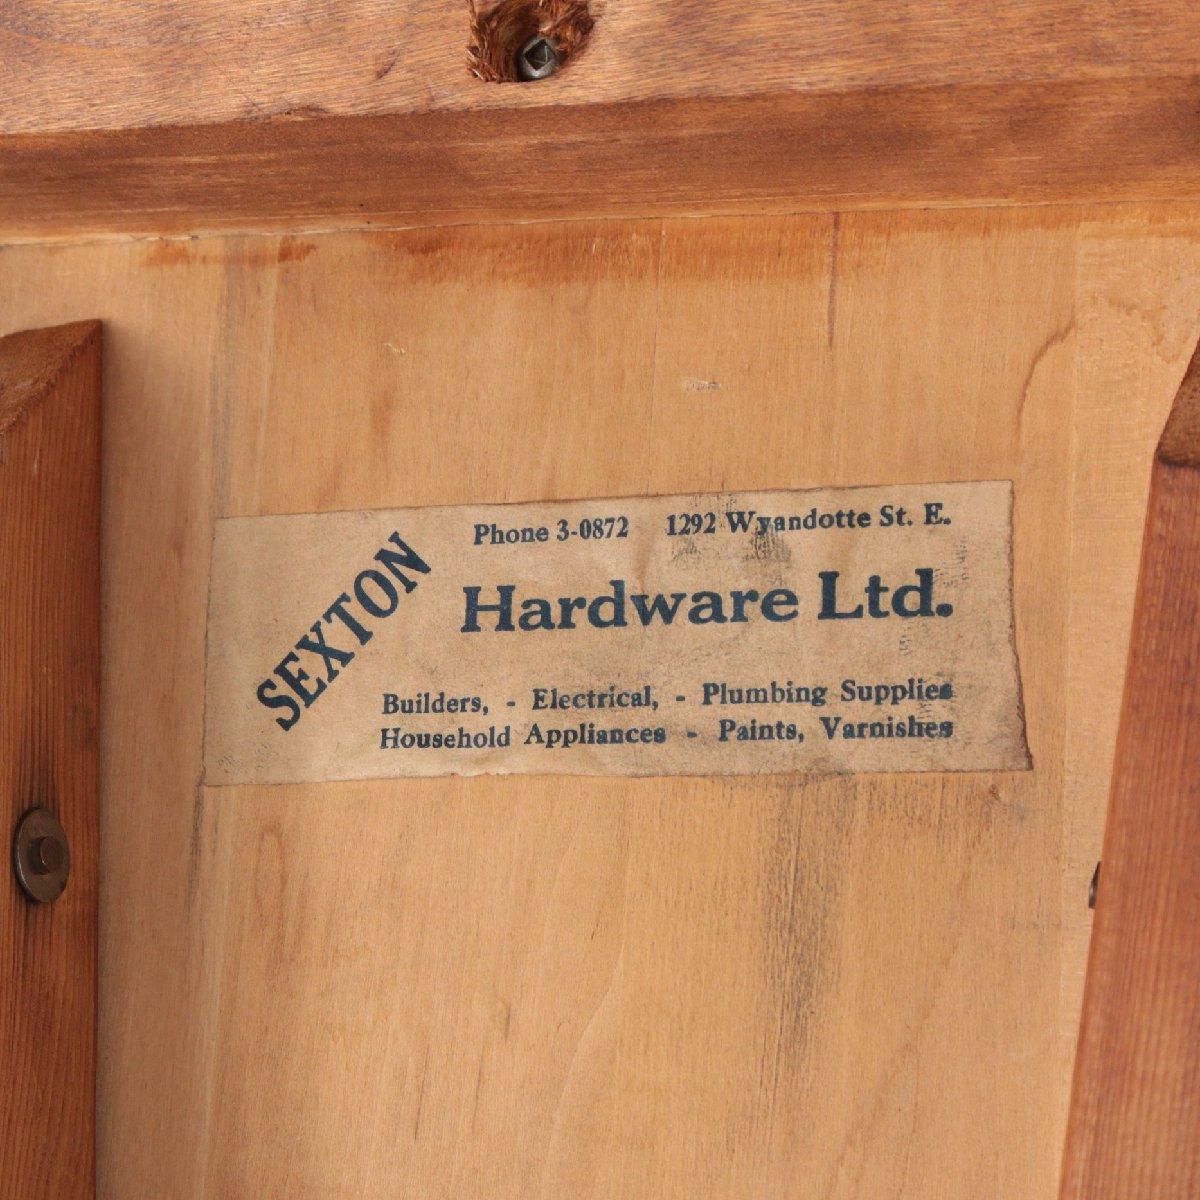 Phone 3-0872 1292 Wyandotte St. E.
SEXTON
Hardware Ltd.
Builders, - Electrical, - Plumbing Supplies
Household Appliances - Paints, Varnishes